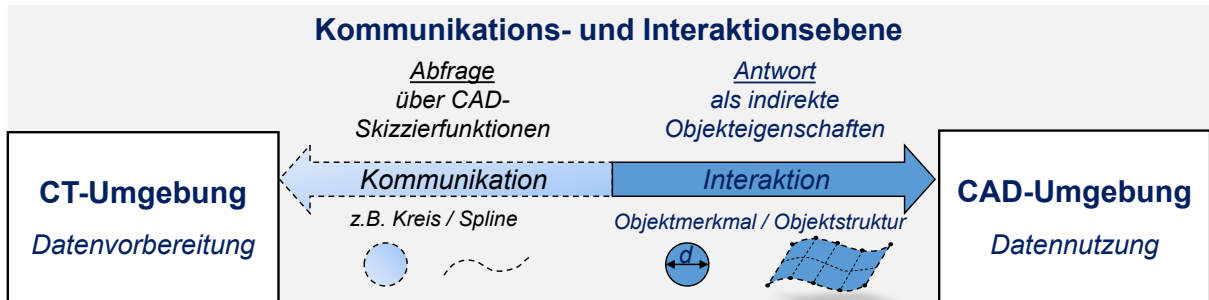 Kommunikations- und Interaktionsebene
Abfrage
über CAD-
Skizzierfunktionen
Antwort
als indirekte
Objekteigenschaften
CT-Umgebung
Datenvorbereitung
Kommunikation
Interaktion
z.B. Kreis / Spline
Objektmerkmal / Objektstruktur
d
CAD-Umgebung
Datennutzung